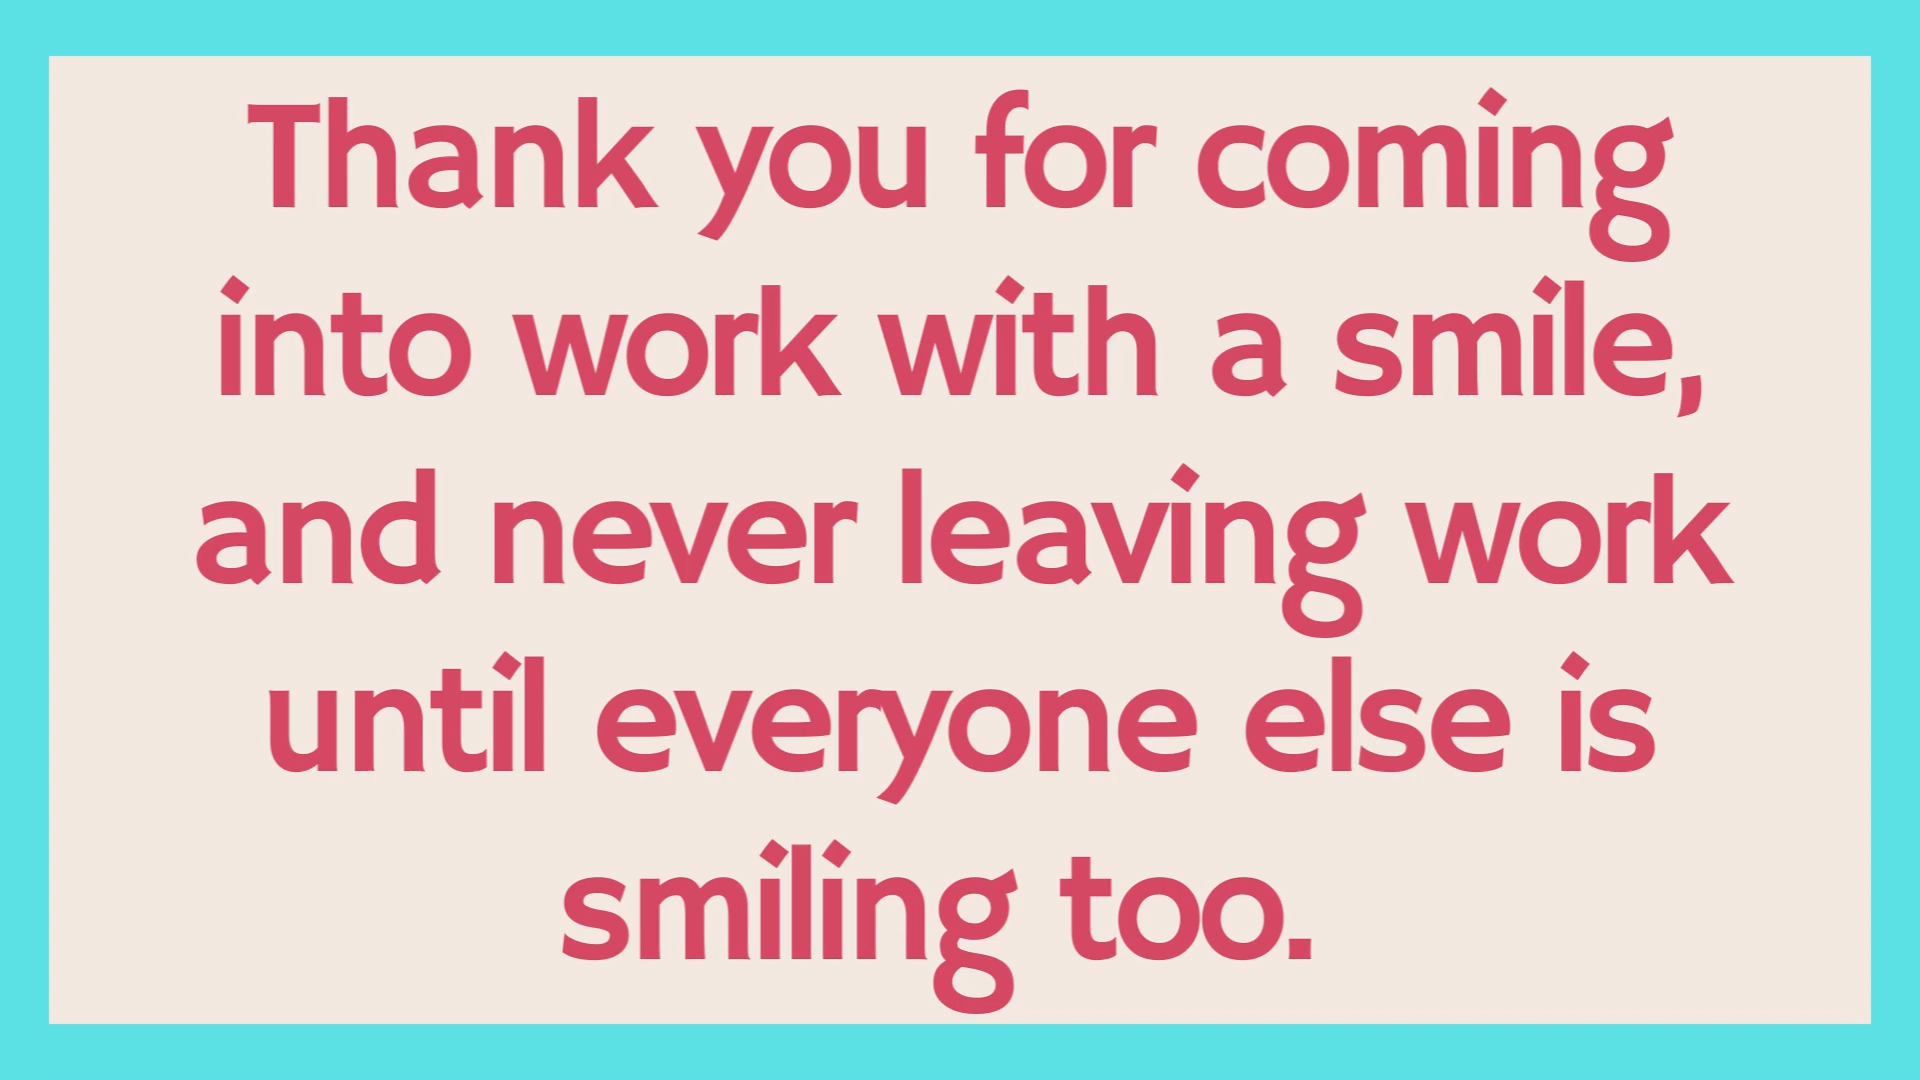 Thank you for coming
into work with a smile,
and never leaving work
until everyone else is
smiling too.